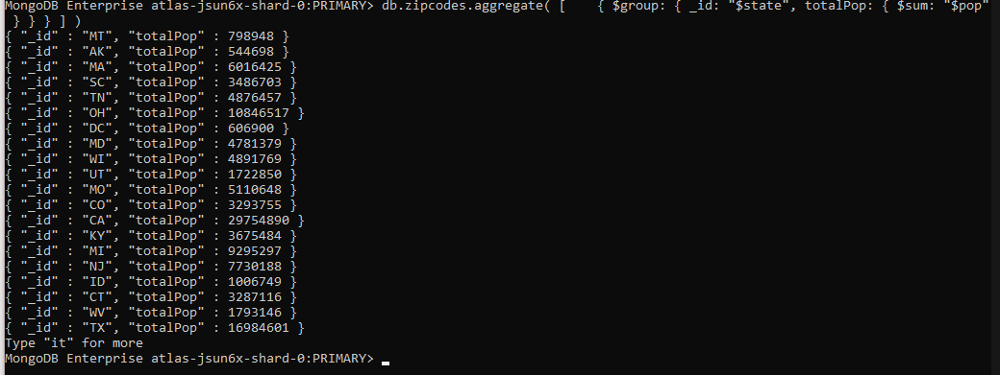 MongoDB Enterprise atlas-jsun6x-shard-0:PRIMARY> db.zipcodes.aggregate( [    { $group: { _id: "$state", totalPop: { $sum: "$pop"
 } } } ] )
{ "_id" : "MT", "totalPop" : 798948 }
{ "_id" : "AK", "totalPop" : 544698 }
{ "_id" : "MA", "totalPop" : 6016425 }
{ "_id" : "SC", "totalPop" : 3486703 }
{ "_id" : "TN", "totalPop" : 4876457 }
{ "_id" : "OH", "totalPop" : 10846517 }
{ "_id" : "DC", "totalPop" : 606900 }
{ "_id" : "MD", "totalPop" : 4781379 }
{ "_id" : "WI", "totalPop" : 4891769 }
{ "_id" : "UT", "totalPop" : 1722850 }
{ "_id" : "MO", "totalPop" : 5110648 }
{ "_id" : "CO", "totalPop" : 3293755 }
{ "_id" : "CA", "totalPop" : 29754890 }
{ "_id" : "KY", "totalPop" : 3675484 }
{ "_id" : "MI", "totalPop" : 9295297 }
{ "_id" : "NJ", "totalPop" : 7730188 }
{ "_id" : "ID", "totalPop" : 1006749 }
{ "_id" : "CT", "totalPop" : 3287116 }
{ "_id" : "WV", "totalPop" : 1793146 }
{ "_id" : "TX", "totalPop" : 16984601 }
Type "it" for more
MongoDB Enterprise atlas-jsun6x-shard-0:PRIMARY>